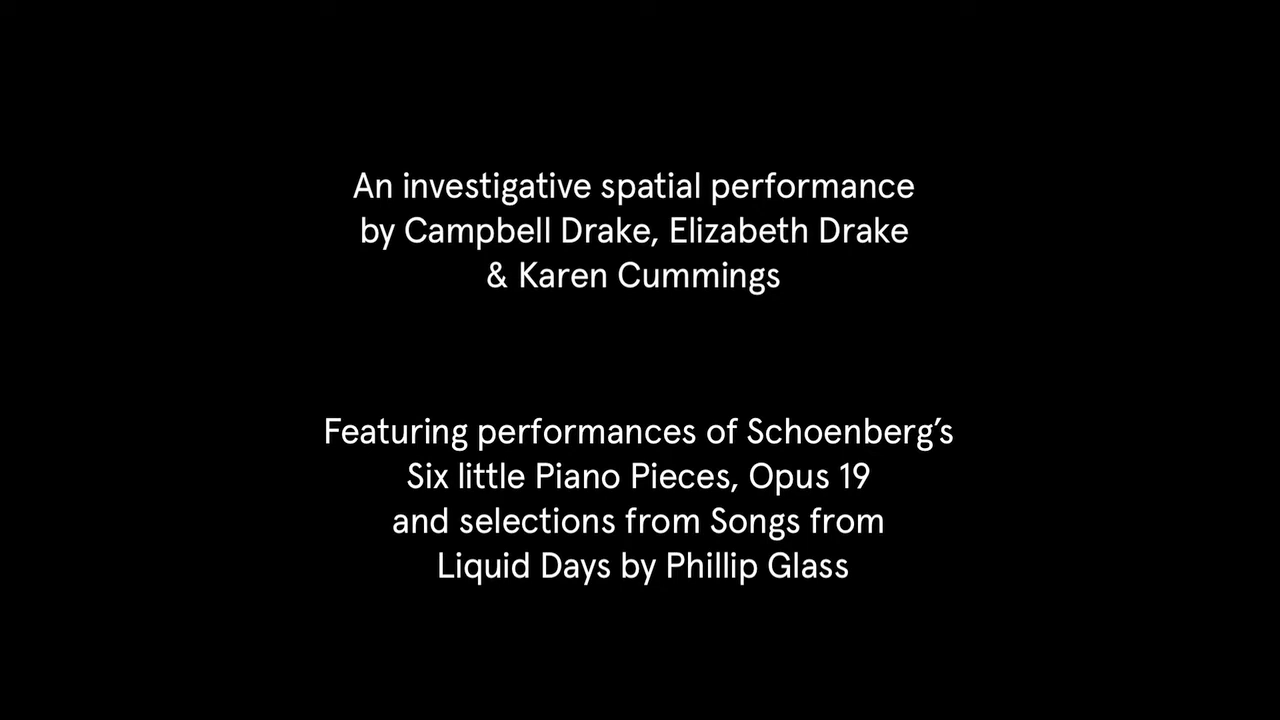 An investigative spatial performance
by Campbell Drake, Elizabeth Drake
& Karen Cummings
Featuring performances of Schoenberg’s
Six little Piano Pieces, Opus 19
and selections from Songs from
Liquid Days by Phillip Glass